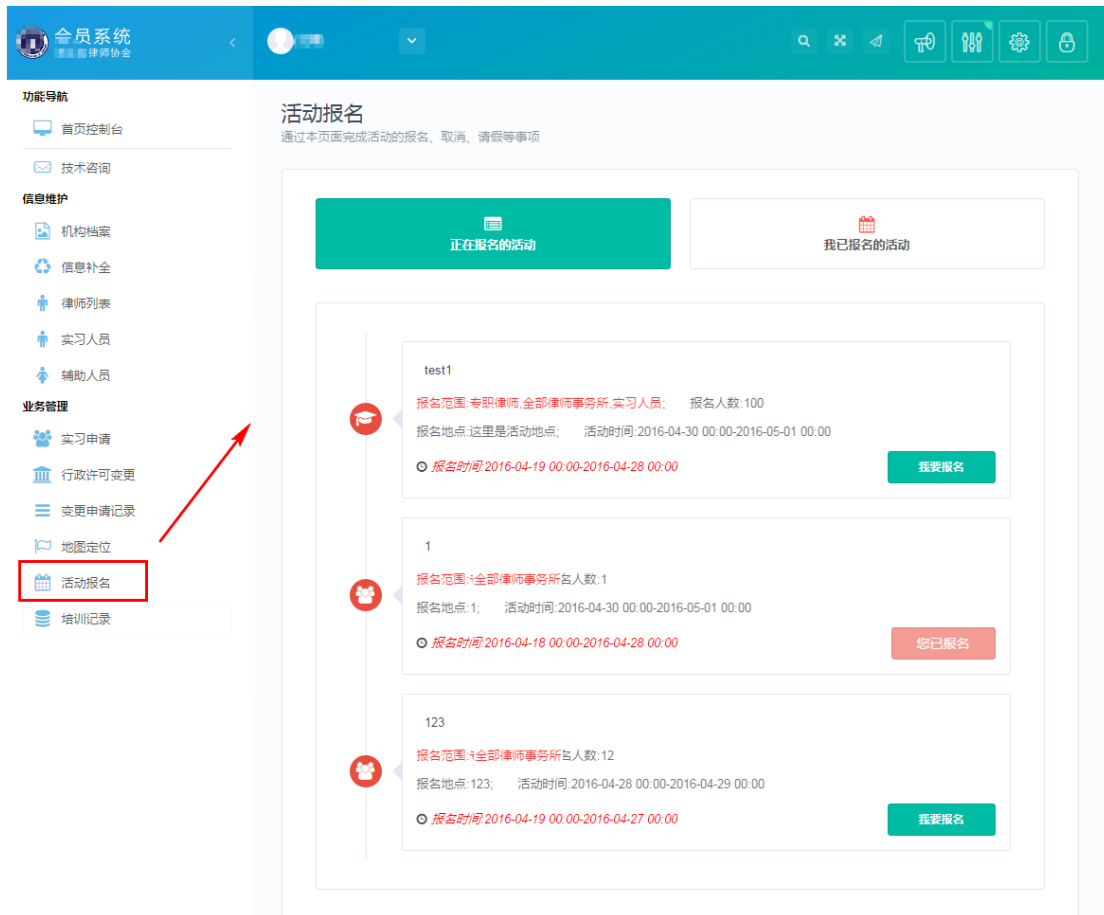 会员系统
律师协会
功能导航
首页控制台
技术咨询
信息维护
机构档案
信息补全
律师列表
实习人员
辅助人员
业务管理
实习申请
行政许可变更
变更申请记录
地图定位
活动报名
培训记录
活动报名
通过本页面完成活动的报名、取消、请假等事项
正在报名的活动
我已报名的活动
test1
报名范围:专职律师,全部律师事务所,实习人员; 报名人数:100
报名地点:这里是活动地点; 活动时间:2016-04-30 00:00-2016-05-01 00:00
报名时间:2016-04-19 00:00-2016-04-28 00:00
我要报名
1
报名范围:全部律师事务所名人数:1
报名地点:1; 活动时间:2016-04-30 00:00-2016-05-01 00:00
报名时间:2016-04-18 00:00-2016-04-28 00:00
您已报名
123
报名范围:全部律师事务所名人数:12
报名地点:123; 活动时间:2016-04-28 00:00-2016-04-29 00:00
报名时间:2016-04-19 00:00-2016-04-27 00:00
我要报名